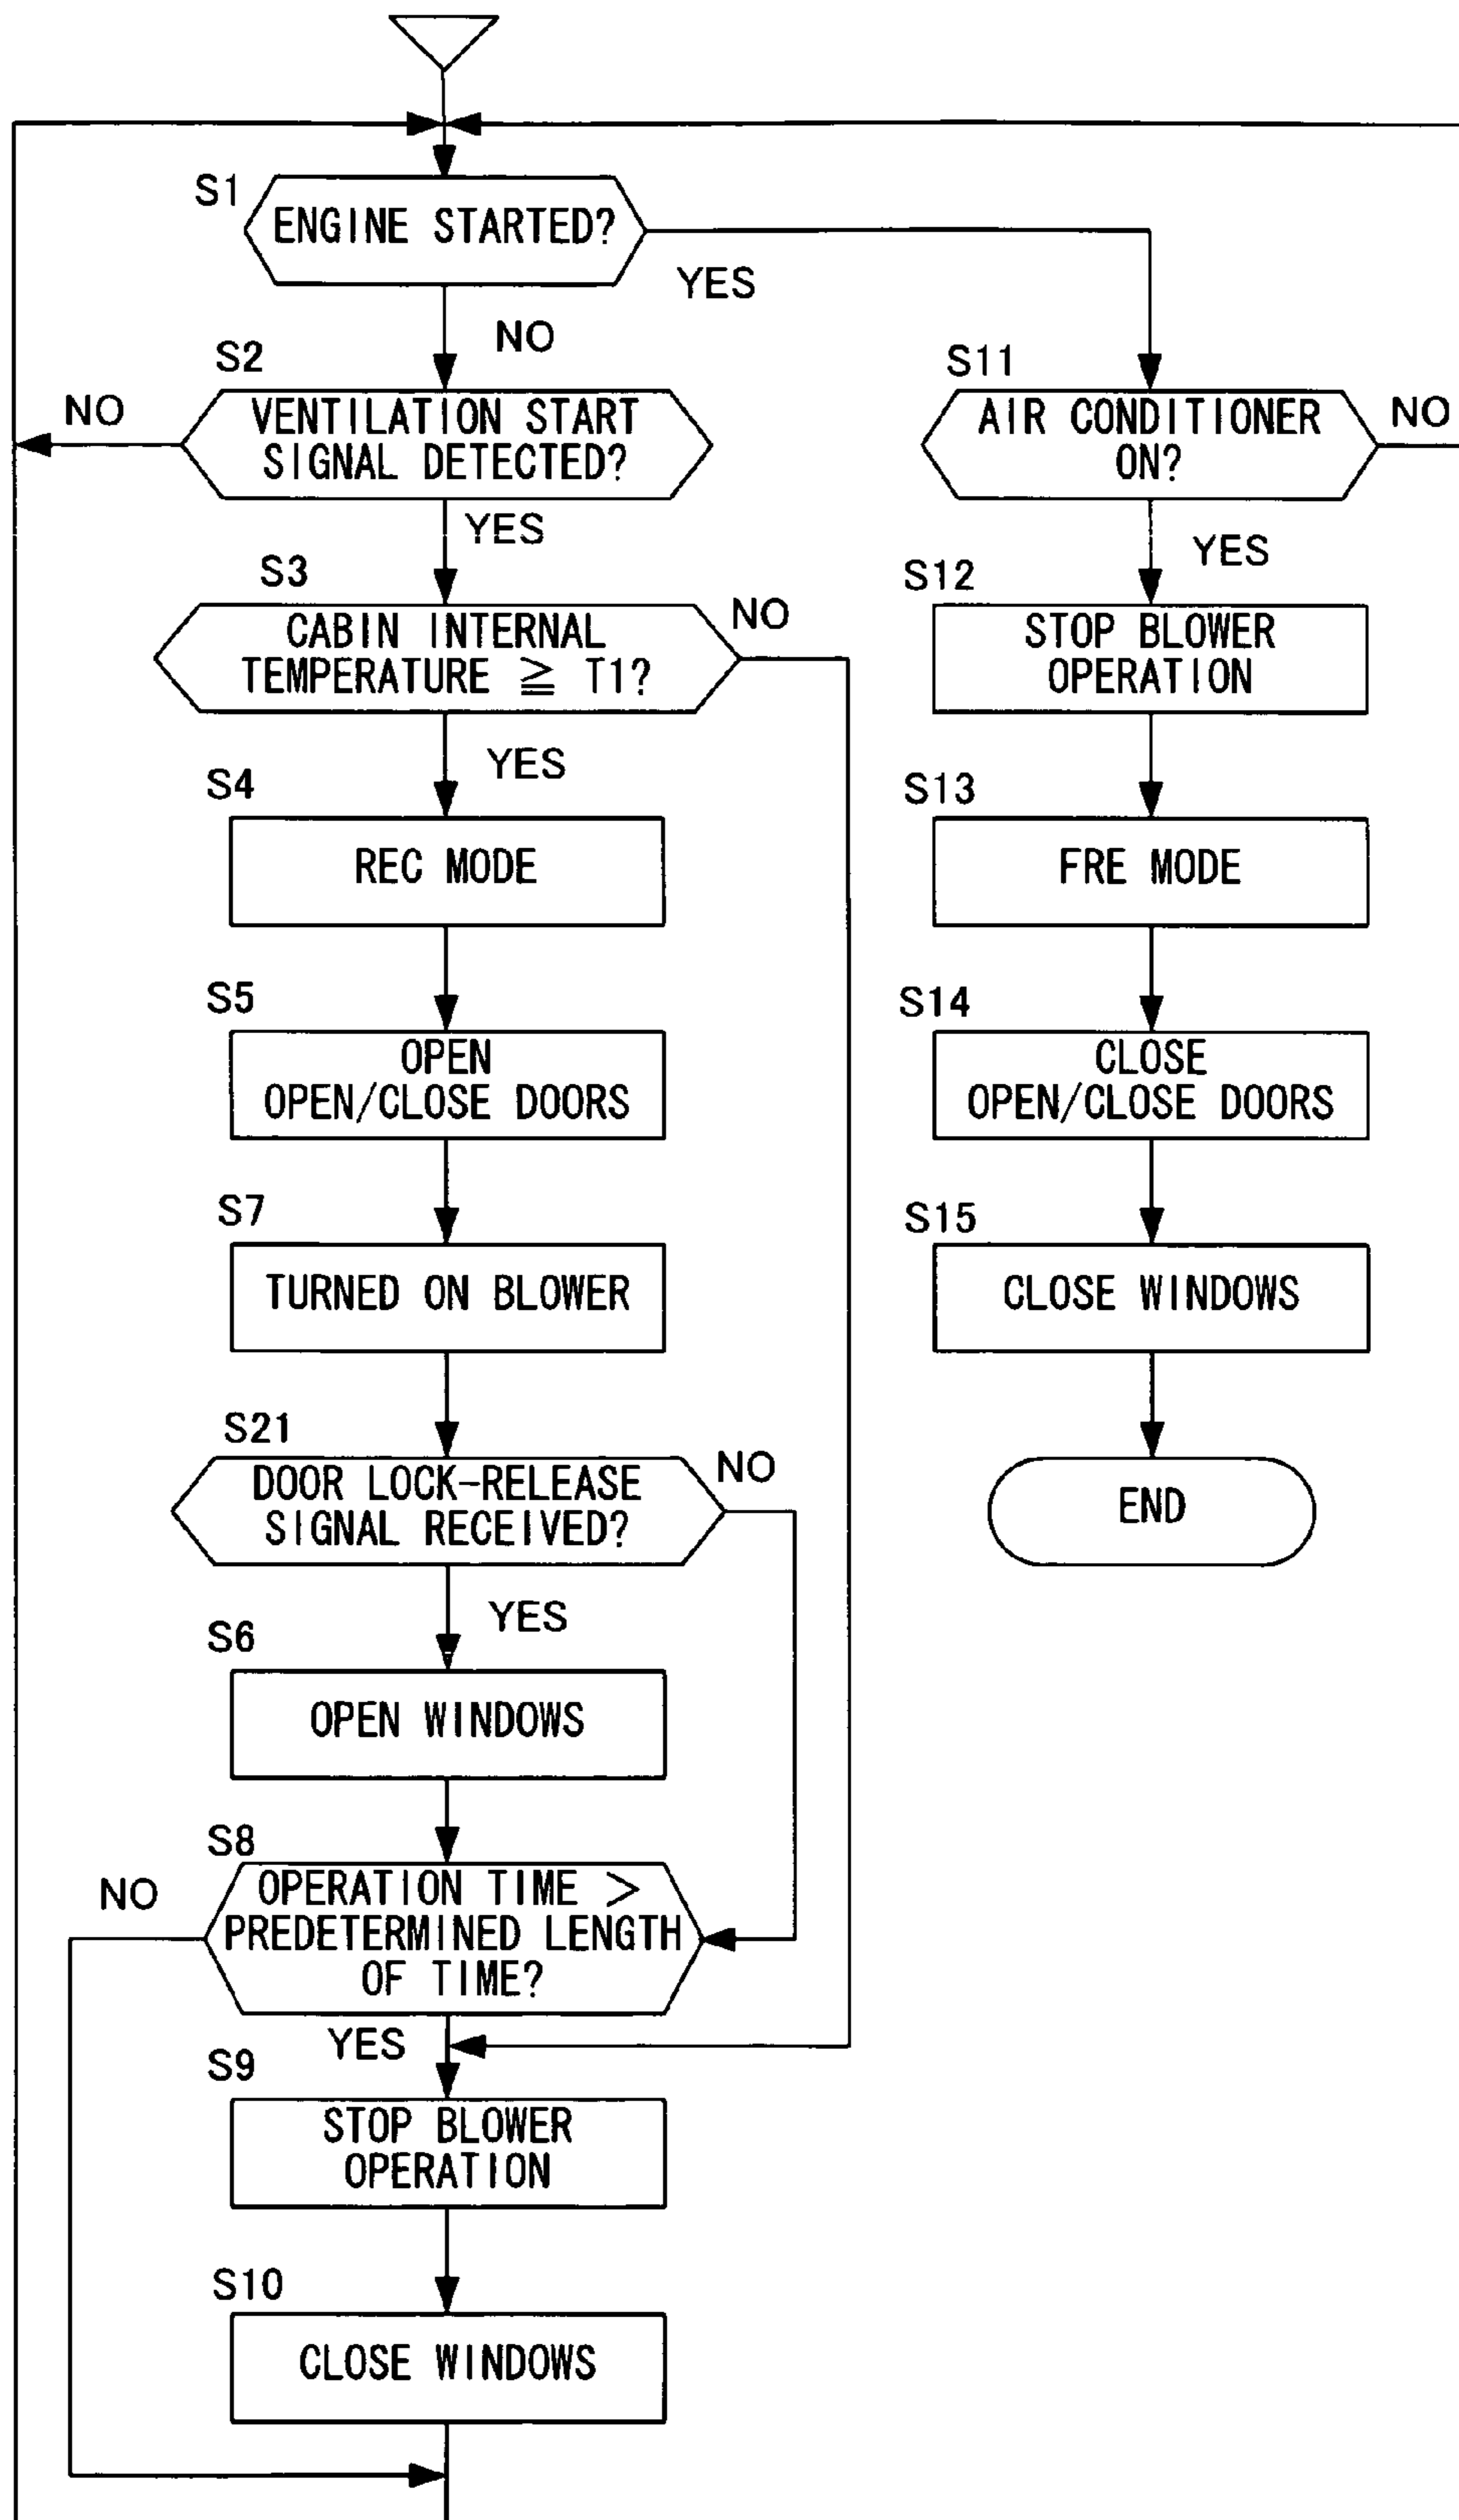 S1
ENGINE STARTED?
YES
NO
S2
NO
VENTILATION START
SIGNAL DETECTED?
YES
S3
CABIN INTERNAL
TEMPERATURE ≧ T1?
NO
YES
S4
REC MODE
S5
OPEN
OPEN/CLOSE DOORS
S7
TURNED ON BLOWER
S21
DOOR LOCK-RELEASE
SIGNAL RECEIVED?
NO
YES
S6
OPEN WINDOWS
S8
NO
OPERATION TIME >
PREDETERMINED LENGTH
OF TIME?
YES
S9
STOP BLOWER
OPERATION
S10
CLOSE WINDOWS
S11
AIR CONDITIONER
ON?
NO
YES
S12
STOP BLOWER
OPERATION
S13
FRE MODE
S14
CLOSE
OPEN/CLOSE DOORS
S15
CLOSE WINDOWS
END